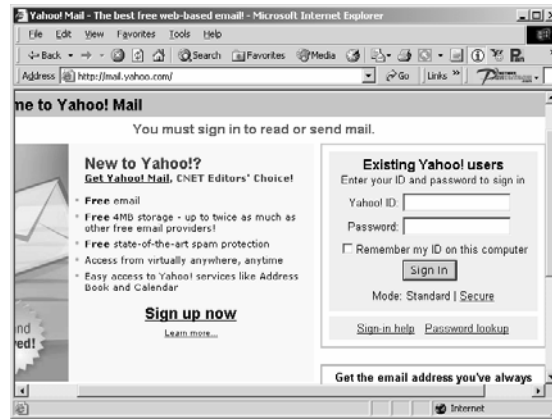 Yahoo! Mail - The best free web-based email! - Microsoft Internet Explorer
File Edit View Favorites Tools Help
Back Search Favorites Media
Address http://mail.yahoo.com/ Go Links »
me to Yahoo! Mail
You must sign in to read or send mail.
New to Yahoo!?
Get Yahoo! Mail, CNET Editors' Choice!
Free email
Free 4MB storage - up to twice as much as
other free email providers!
Free state-of-the-art spam protection
Access from virtually anywhere, anytime
Easy access to Yahoo! services like Address
Book and Calendar
Sign up now
Learn more...
nd
ved!
Existing Yahoo! users
Enter your ID and password to sign in
Yahoo! ID:
Password:
Remember my ID on this computer
Sign In
Mode: Standard | Secure
Sign-in help Password lookup
Get the email address you've always
Internet